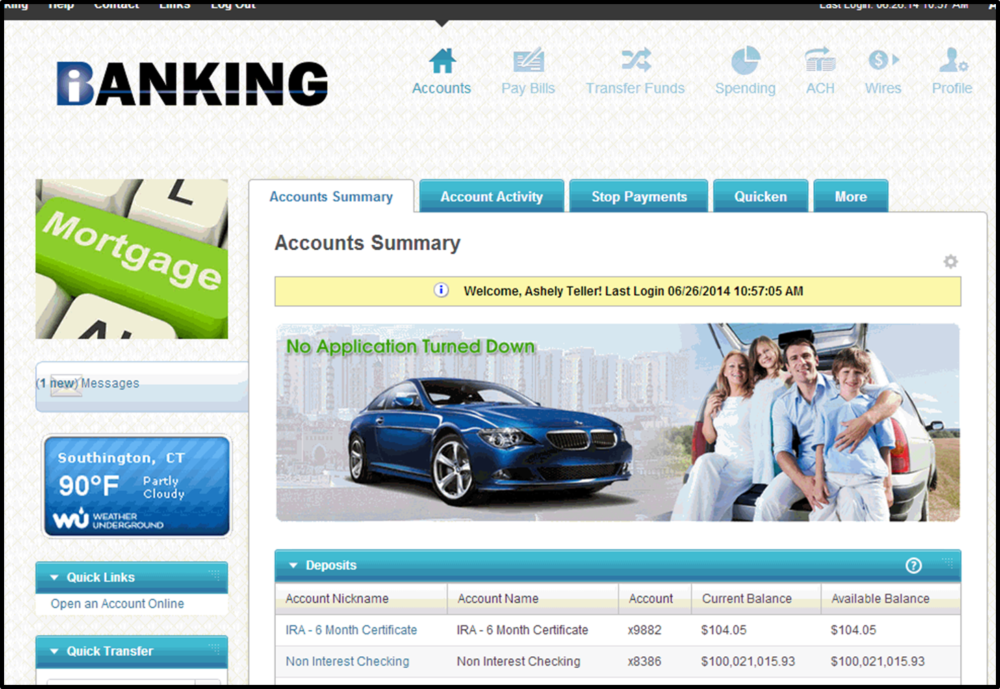 Help Contact Links Log Out
Last Login: 06.26.14 10:57 AM
iBANKING
Accounts Pay Bills Transfer Funds Spending ACH Wires Profile
L
Mortgage
Accounts Summary Account Activity Stop Payments Quicken More
Accounts Summary
Welcome, Ashely Teller! Last Login 06/26/2014 10:57:05 AM
No Application Turned Down
(1 new) Messages
Southington, CT
90°F Partly Cloudy
WEATHER
UNDERGROUND
Quick Links
Open an Account Online
Quick Transfer
Deposits
Account Nickname Account Name Account Current Balance Available Balance
IRA - 6 Month Certificate IRA - 6 Month Certificate x9882 $104.05 $104.05
Non Interest Checking Non Interest Checking x8386 $100,021,015.93 $100,021,015.93